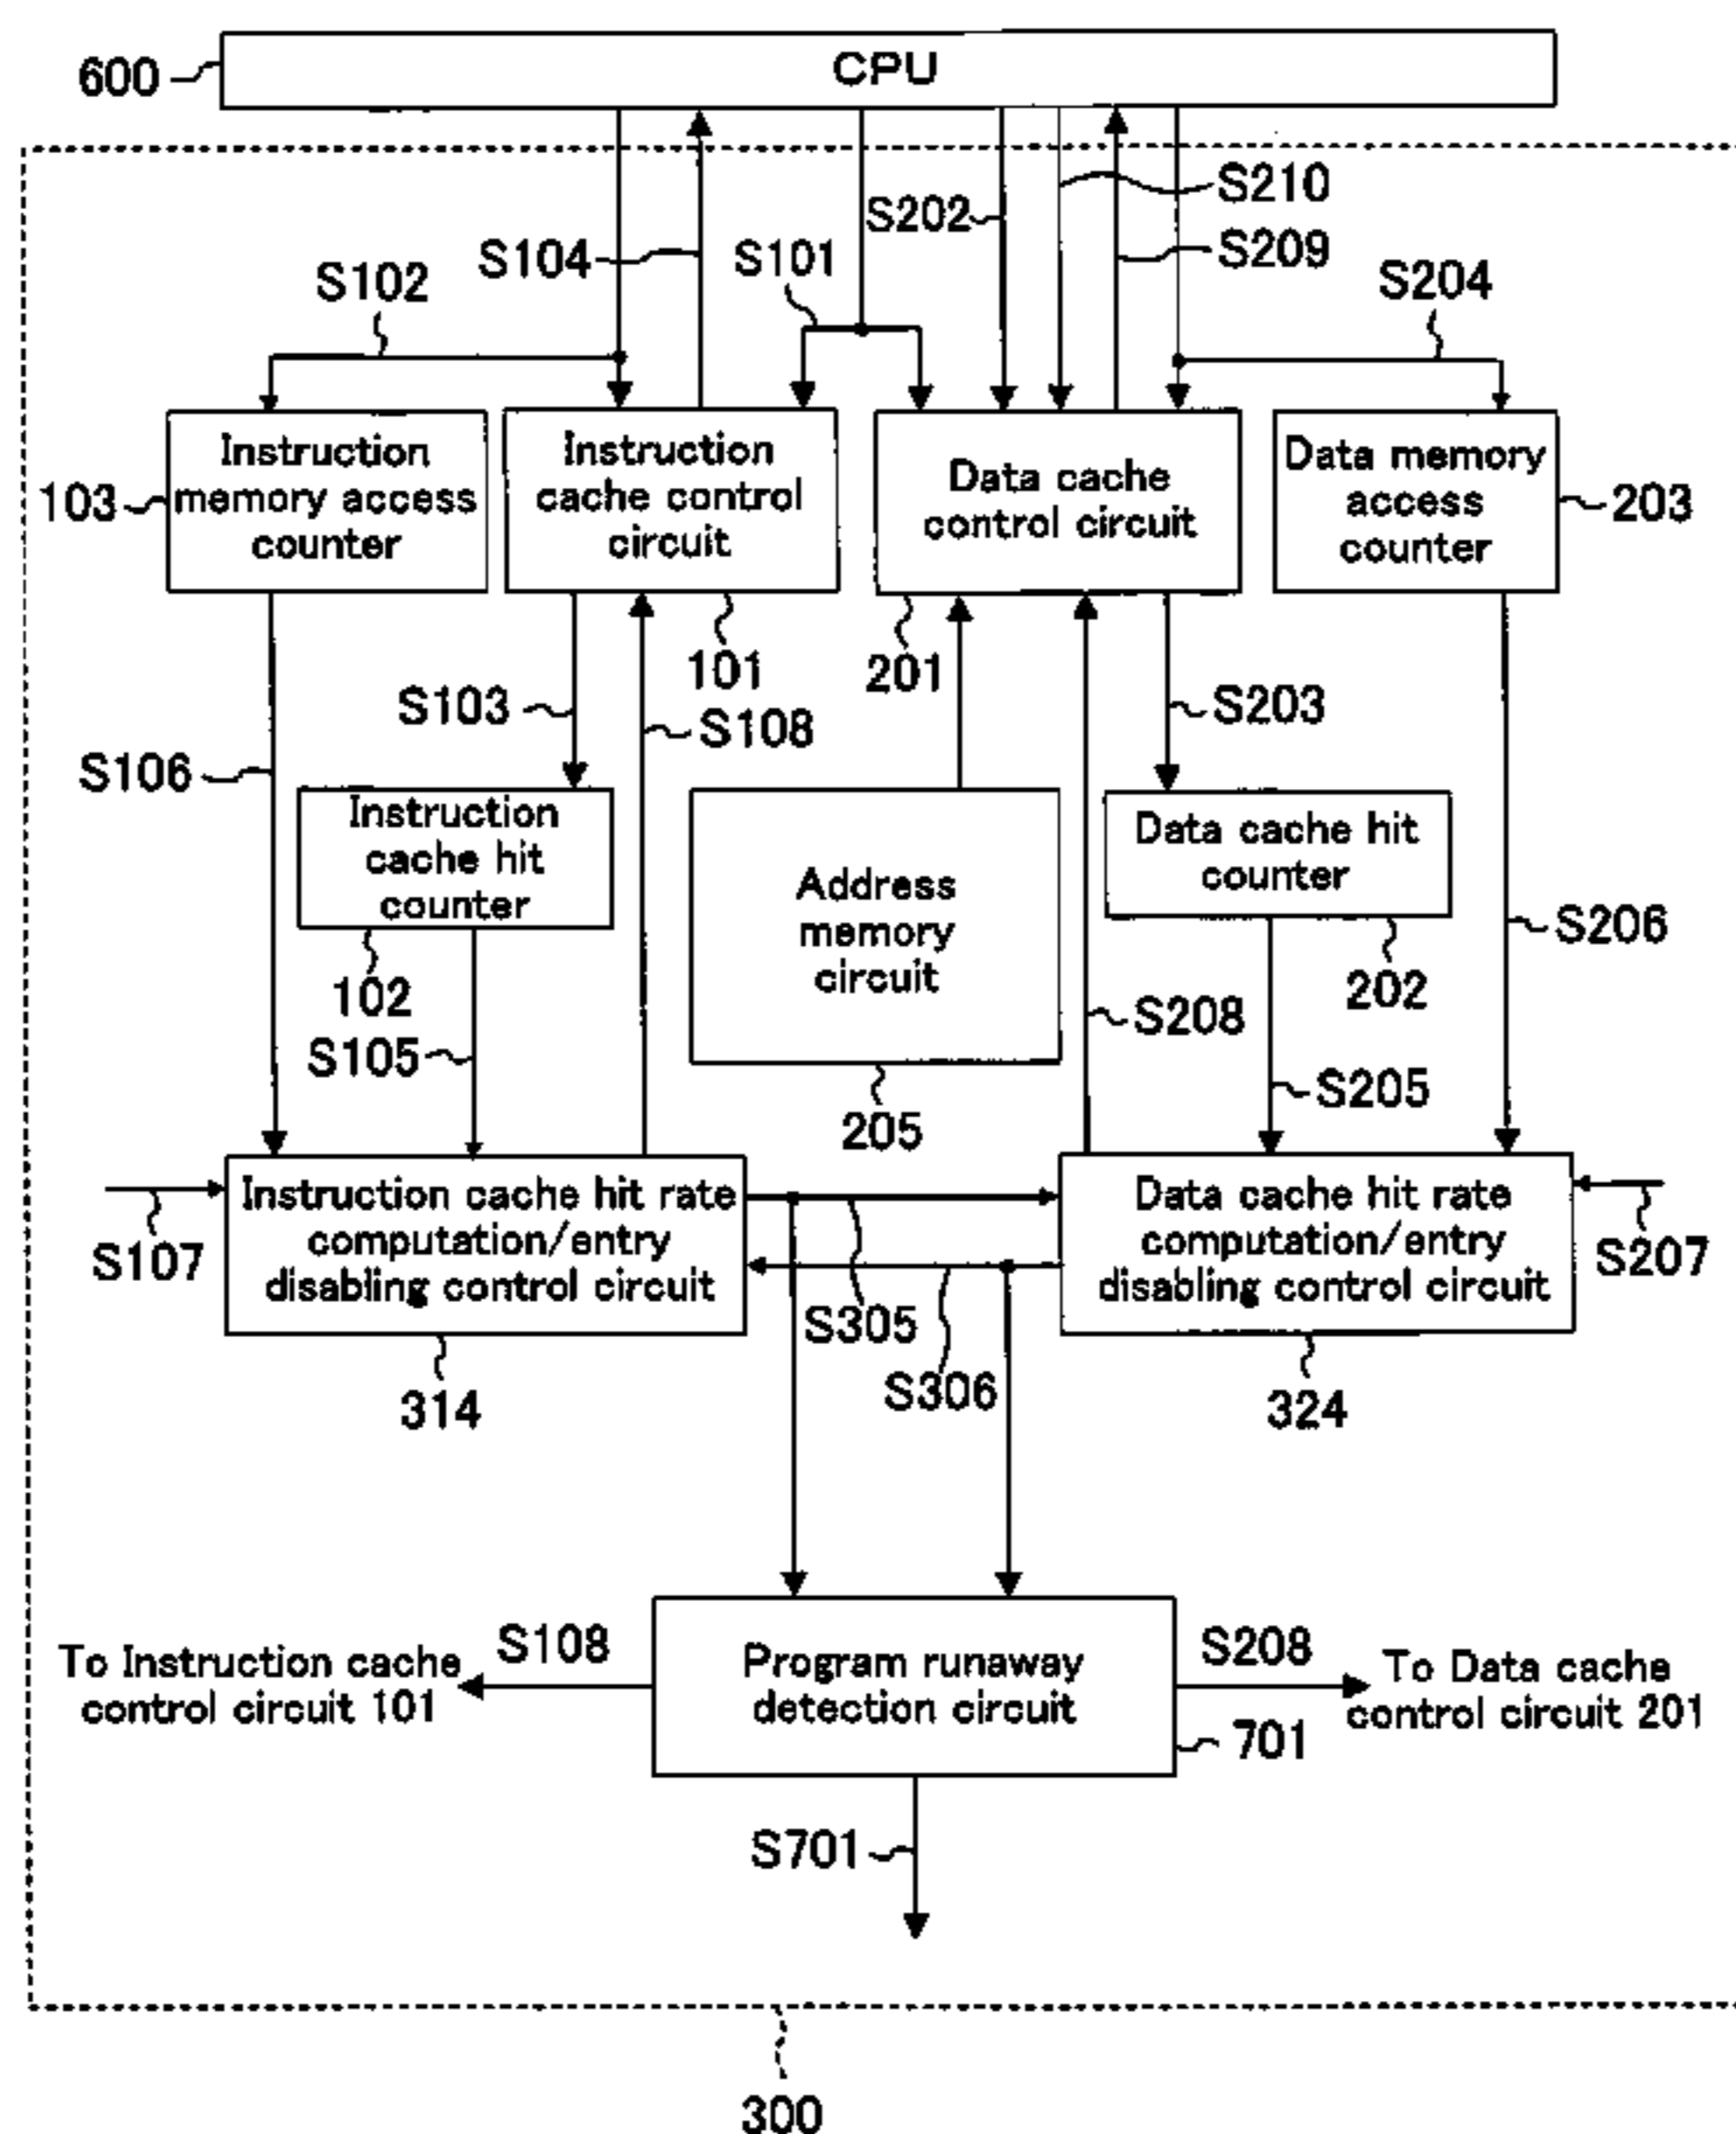 CPU
600
S210
S202
S209
S104
S101
S102
S204
Instruction
memory access
counter
103
Instruction
cache control
circuit
Data cache
control circuit
Data memory
access
counter
203
101
201
S103
S108
S203
S106
Instruction
cache hit
counter
Address
memory
circuit
Data cache hit
counter
S206
102
202
S208
S105
S205
205
Instruction cache hit rate
computation/entry
disabling control circuit
Data cache hit rate
computation/entry
disabling control circuit
S107
S207
S305
S306
314
324
To Instruction cache
control circuit 101
S108
Program runaway
detection circuit
S208
To Data cache
control circuit 201
701
S701
300